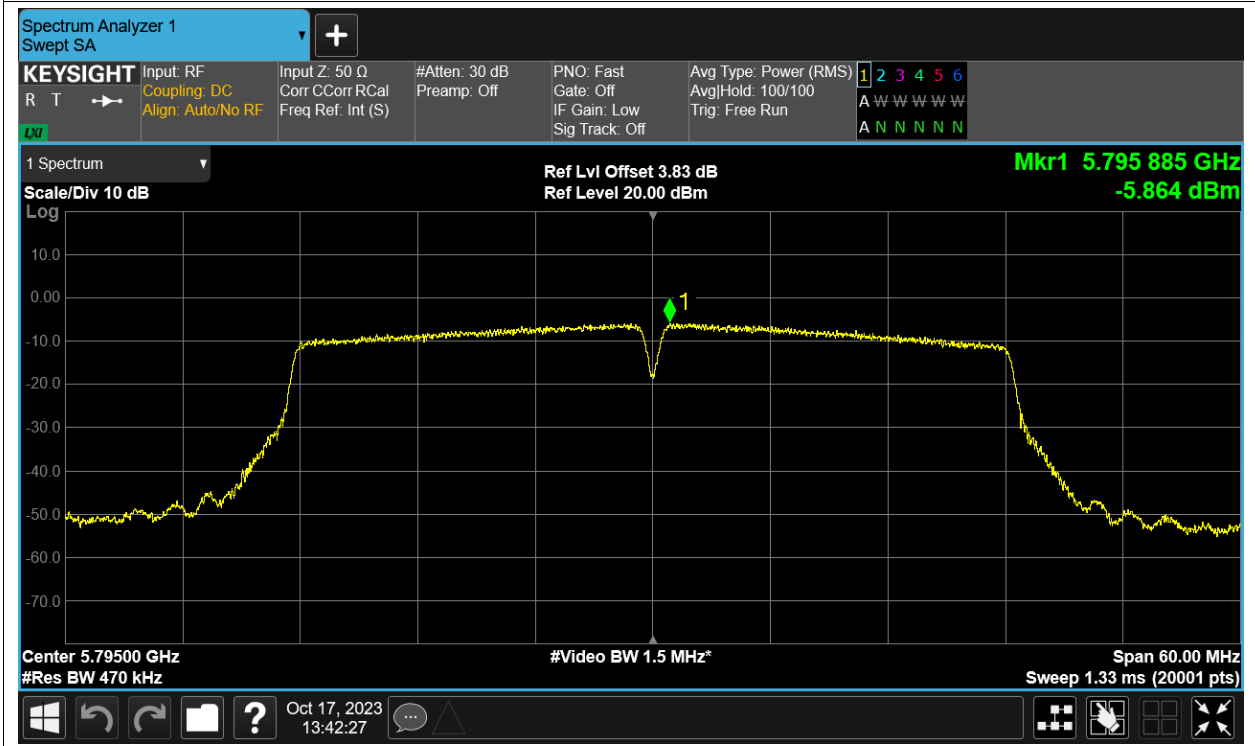 Spectrum Analyzer 1
Swept SA
KEYSIGHT
R T
LXI
Input: RF
Coupling: DC
Align: Auto/No RF
Input Z: 50 Ω
Corr CCorr RCal
Freq Ref: Int (S)
#Atten: 30 dB
Preamp: Off
PNO: Fast
Gate: Off
IF Gain: Low
Sig Track: Off
Avg Type: Power (RMS)
Avg|Hold: 100/100
Trig: Free Run
1 2 3 4 5 6
A W W W W W
A N N N N N
1 Spectrum
Scale/Div 10 dB
Log
Ref Lvl Offset 3.83 dB
Ref Level 20.00 dBm
Mkr1 5.795 885 GHz
-5.864 dBm
10.0
0.00
1
-10.0
-20.0
-30.0
-40.0
-50.0
-60.0
-70.0
Center 5.79500 GHz
#Res BW 470 kHz
#Video BW 1.5 MHz*
Span 60.00 MHz
Sweep 1.33 ms (20001 pts)
?
Oct 17, 2023
13:42:27